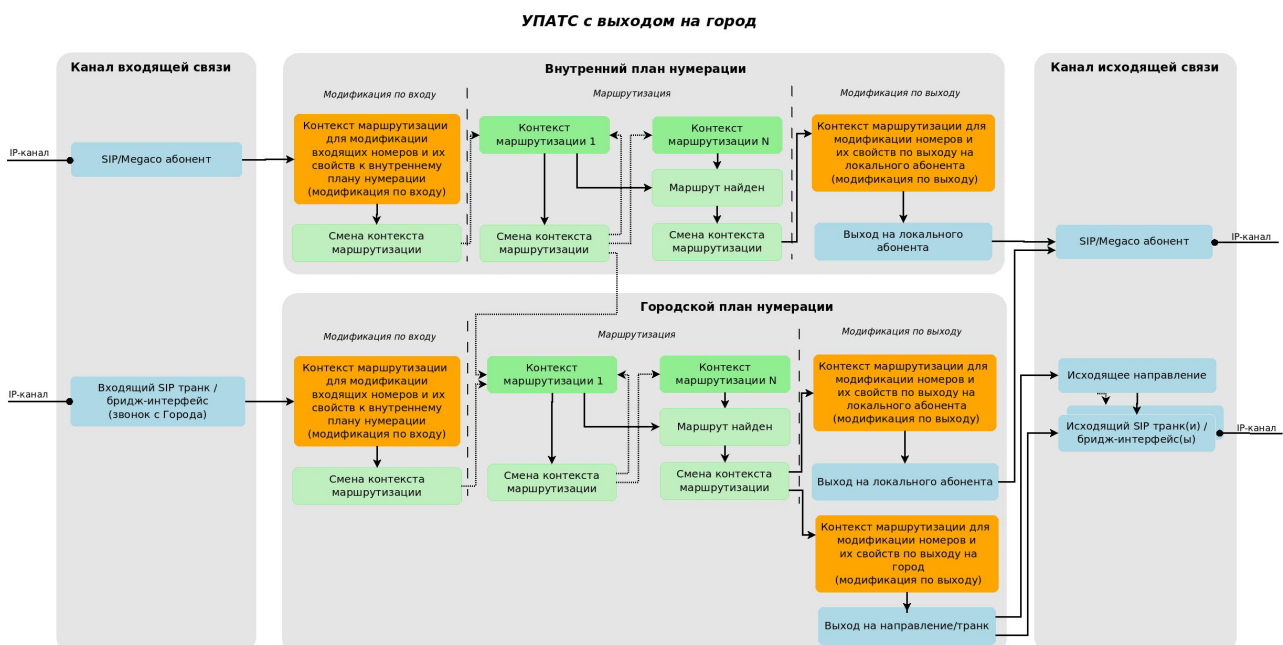 УПАТС с выходом на город
Канал входящей связи
IP-канал
SIP/Megaco абонент
IP-канал
Входящий SIP транк /
бридж-интерфейс
(звонок с Города)
Внутренний план нумерации
Модификация по входу
Маршрутизация
Модификация по выходу
Контекст маршрутизации
для модификации
входящих номеров и их
свойств к внутреннему
плану нумерации
(модификация по входу)
Смена контекста
маршрутизации
Контекст
маршрутизации 1
Смена контекста
маршрутизации
Контекст
маршрутизации N
Маршрут найден
Смена контекста
маршрутизации
Контекст маршрутизации для
модификации номеров и
их свойств по выходу на
локального абонента
(модификация по выходу)
Выход на локального
абонента
Городской план нумерации
Модификация по входу
Маршрутизация
Модификация по выходу
Контекст маршрутизации
для модификации
входящих номеров и их
свойств к внутреннему
плану нумерации
(модификация по входу)
Смена контекста
маршрутизации
Контекст
маршрутизации 1
Смена контекста
маршрутизации
Контекст
маршрутизации N
Маршрут найден
Смена контекста
маршрутизации
Контекст маршрутизации для
модификации номеров и
их свойств по выходу на
локального абонента
(модификация по выходу)
Выход на локального абонента
Контекст маршрутизации для
модификации номеров и
их свойств по выходу на
город
(модификация по выходу)
Выход на направление/транк
Канал исходящей связи
SIP/Megaco абонент
IP-канал
Исходящее направление
Исходящий SIP транк(и) /
бридж-интерфейс(ы)
IP-канал